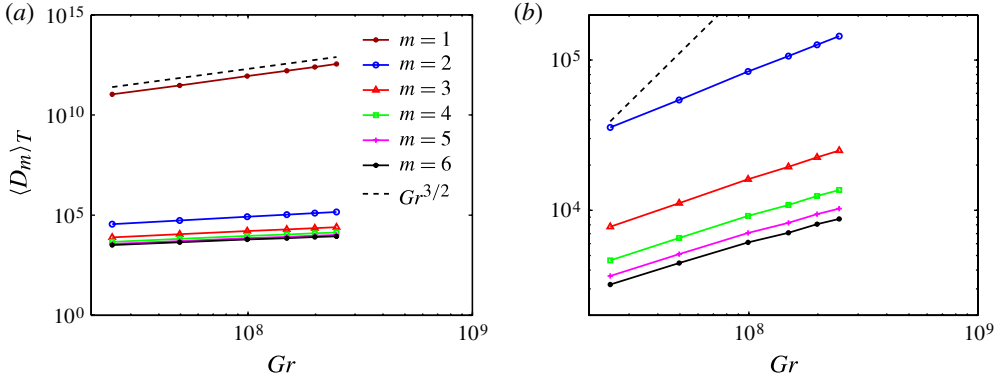 (a)
10^15
10^10
10^5
10^0
⟨D_m⟩_T
m = 1
m = 2
m = 3
m = 4
m = 5
m = 6
Gr^3/2
10^8
10^9
Gr
(b)
10^5
10^4
10^8
10^9
Gr